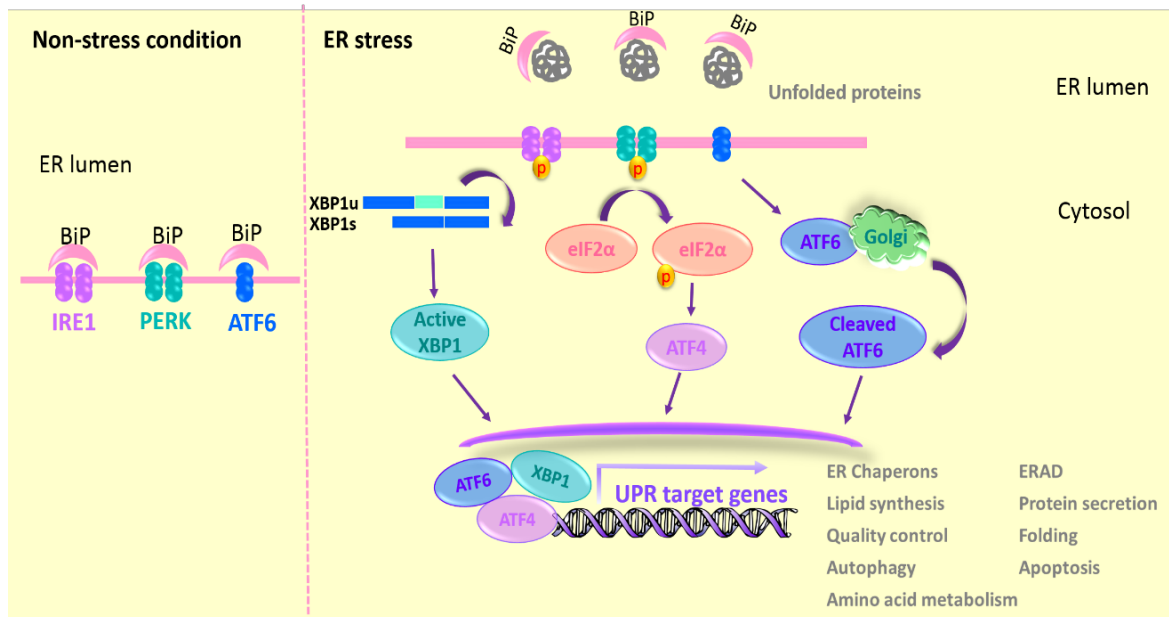 Non-stress condition
ER lumen
BiP
BiP
BiP
IRE1
PERK
ATF6
ER stress
BiP
BiP
BiP
Unfolded proteins
ER lumen
p
p
XBP1u
XBP1s
eIF2α
eIF2α
p
ATF6
Golgi
Cytosol
Active
XBP1
ATF4
Cleaved
ATF6
ATF6
XBP1
ATF4
UPR target genes
ER Chaperons
Lipid synthesis
Quality control
Autophagy
Amino acid metabolism
ERAD
Protein secretion
Folding
Apoptosis